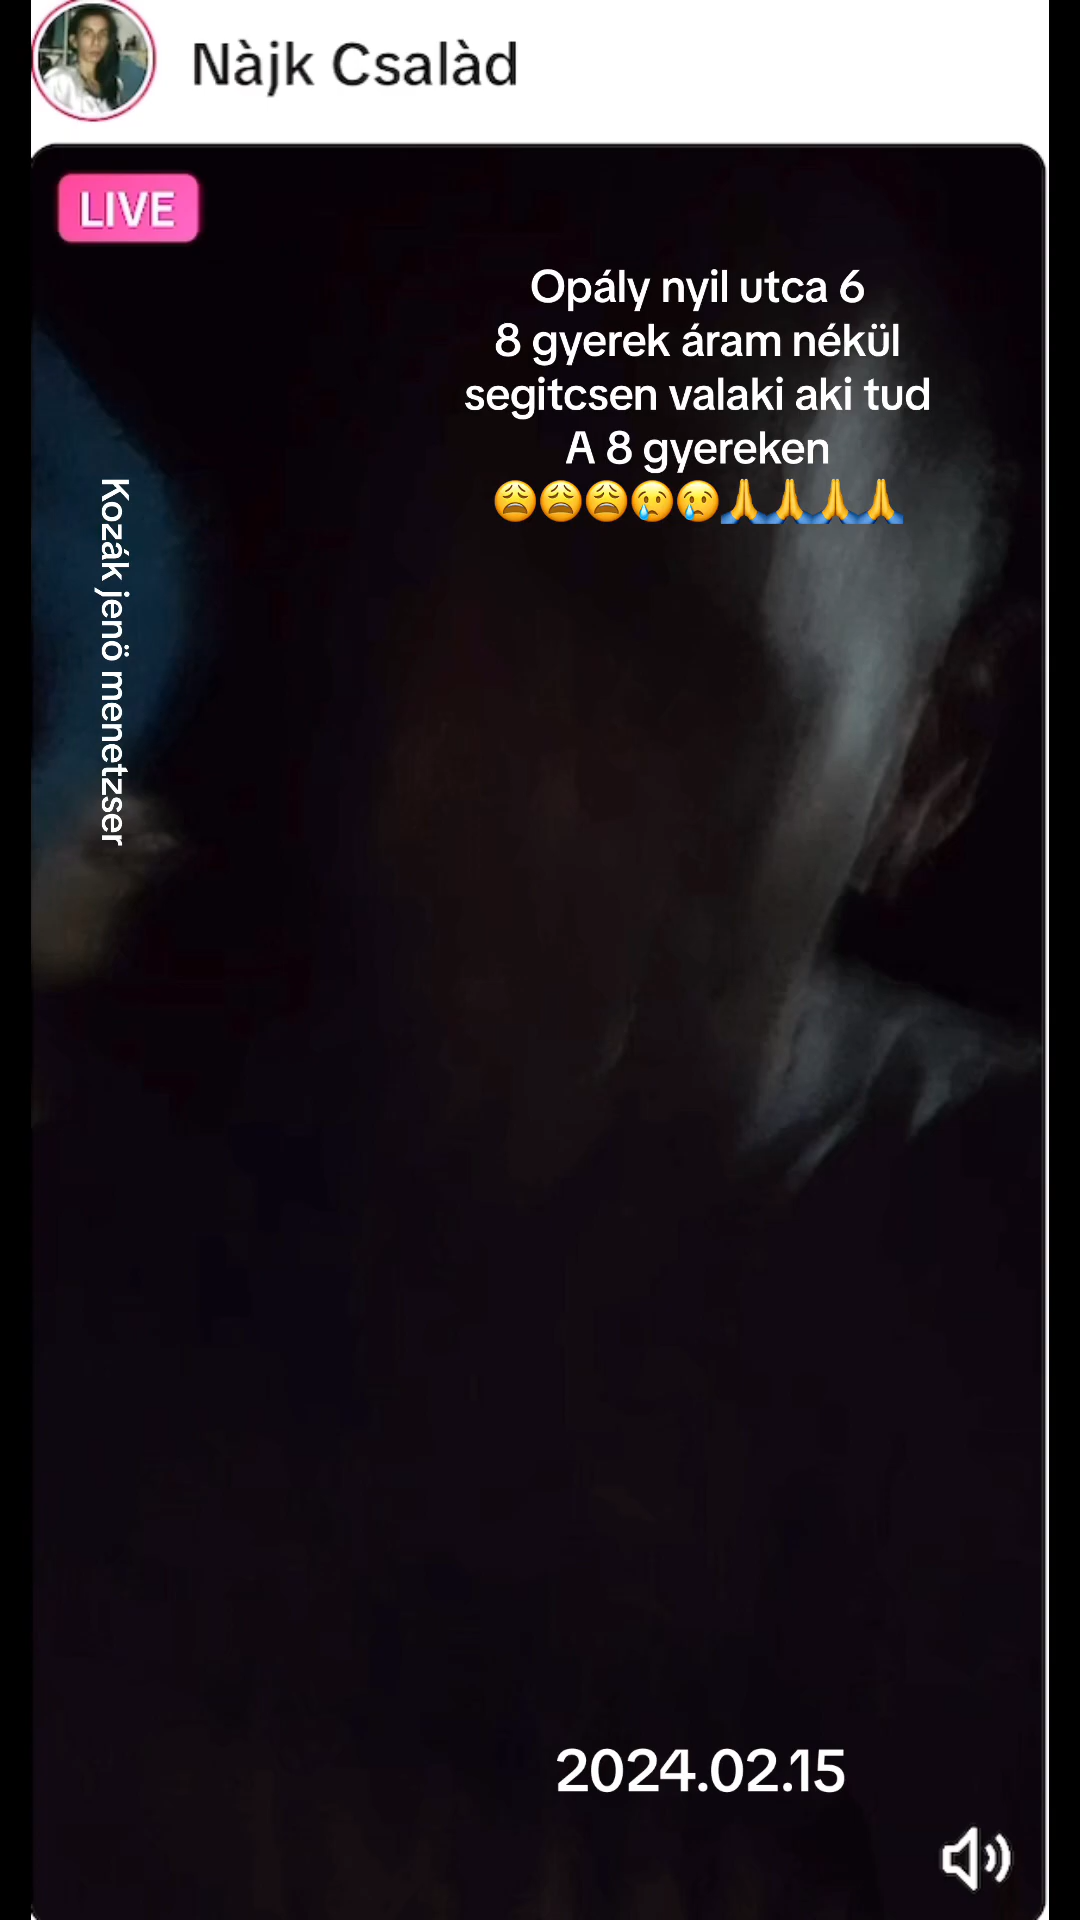 Nàjk Csalàd
LIVE
Opály nyil utca 6
8 gyerek áram nékül
segitcsen valaki aki tud
A 8 gyereken
😩😩😩😢😢🙏🙏🙏🙏
Kozák jenö menetzser
2024.02.15